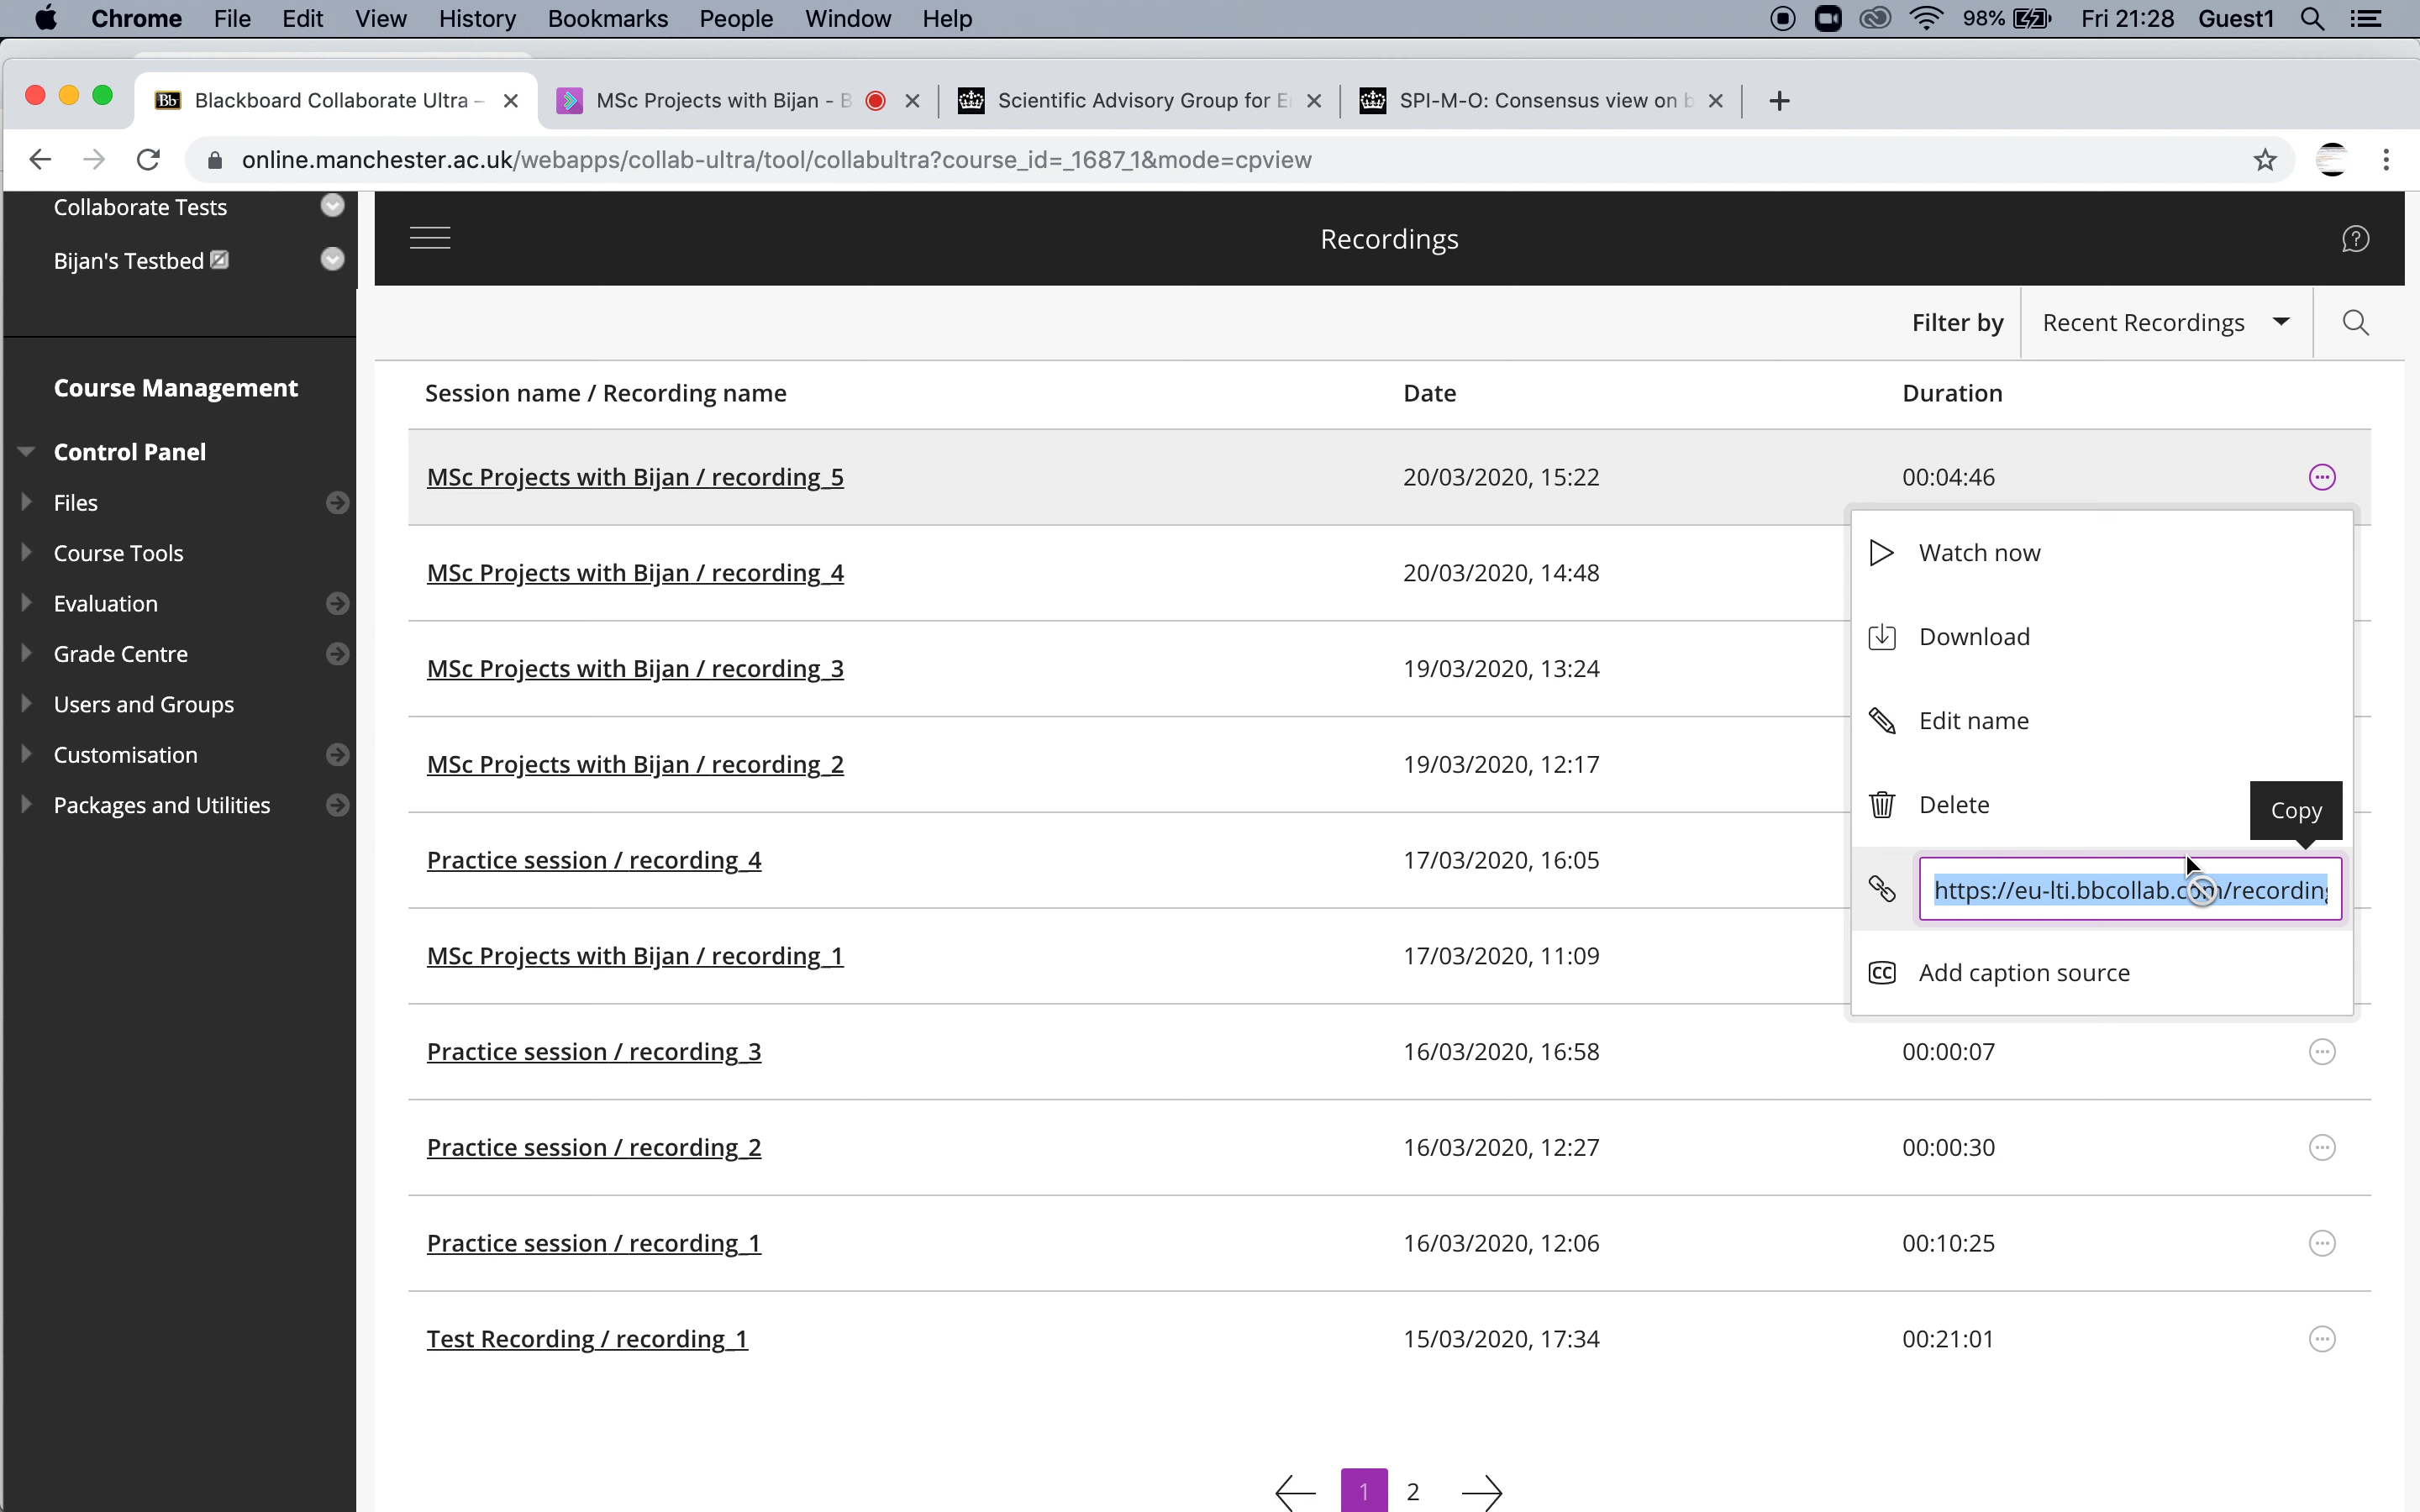 Chrome File Edit View History Bookmarks People Window Help 98% Fri 21:28 Guest1
Bb Blackboard Collaborate Ultra – MSc Projects with Bijan - B Scientific Advisory Group for E SPI-M-O: Consensus view on b
online.manchester.ac.uk/webapps/collab-ultra/tool/collabultra?course_id=_1687_1&mode=cpview
Collaborate Tests
Bijan's Testbed
Course Management
Control Panel
Files
Course Tools
Evaluation
Grade Centre
Users and Groups
Customisation
Packages and Utilities
Recordings
Filter by Recent Recordings
Session name / Recording name Date Duration
MSc Projects with Bijan / recording_5 20/03/2020, 15:22 00:04:46
MSc Projects with Bijan / recording_4 20/03/2020, 14:48
MSc Projects with Bijan / recording_3 19/03/2020, 13:24
MSc Projects with Bijan / recording_2 19/03/2020, 12:17
Practice session / recording_4 17/03/2020, 16:05
MSc Projects with Bijan / recording_1 17/03/2020, 11:09
Practice session / recording_3 16/03/2020, 16:58 00:00:07
Practice session / recording_2 16/03/2020, 12:27 00:00:30
Practice session / recording_1 16/03/2020, 12:06 00:10:25
Test Recording / recording_1 15/03/2020, 17:34 00:21:01
Watch now
Download
Edit name
Delete
Copy
https://eu-lti.bbcollab.com/recording
CC Add caption source
1 2